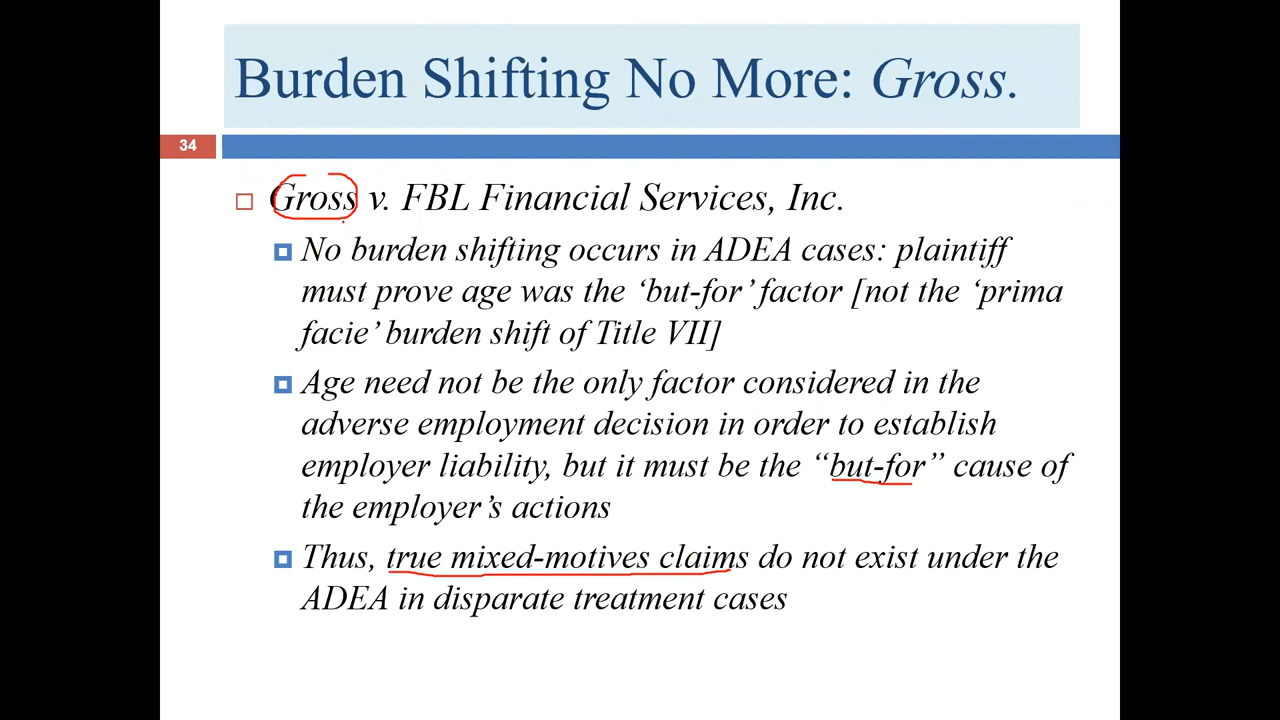 Burden Shifting No More: Gross.
34
Gross v. FBL Financial Services, Inc.
No burden shifting occurs in ADEA cases: plaintiff
must prove age was the ‘but-for’ factor [not the ‘prima
facie’ burden shift of Title VII]
Age need not be the only factor considered in the
adverse employment decision in order to establish
employer liability, but it must be the “but-for” cause of
the employer’s actions
Thus, true mixed-motives claims do not exist under the
ADEA in disparate treatment cases